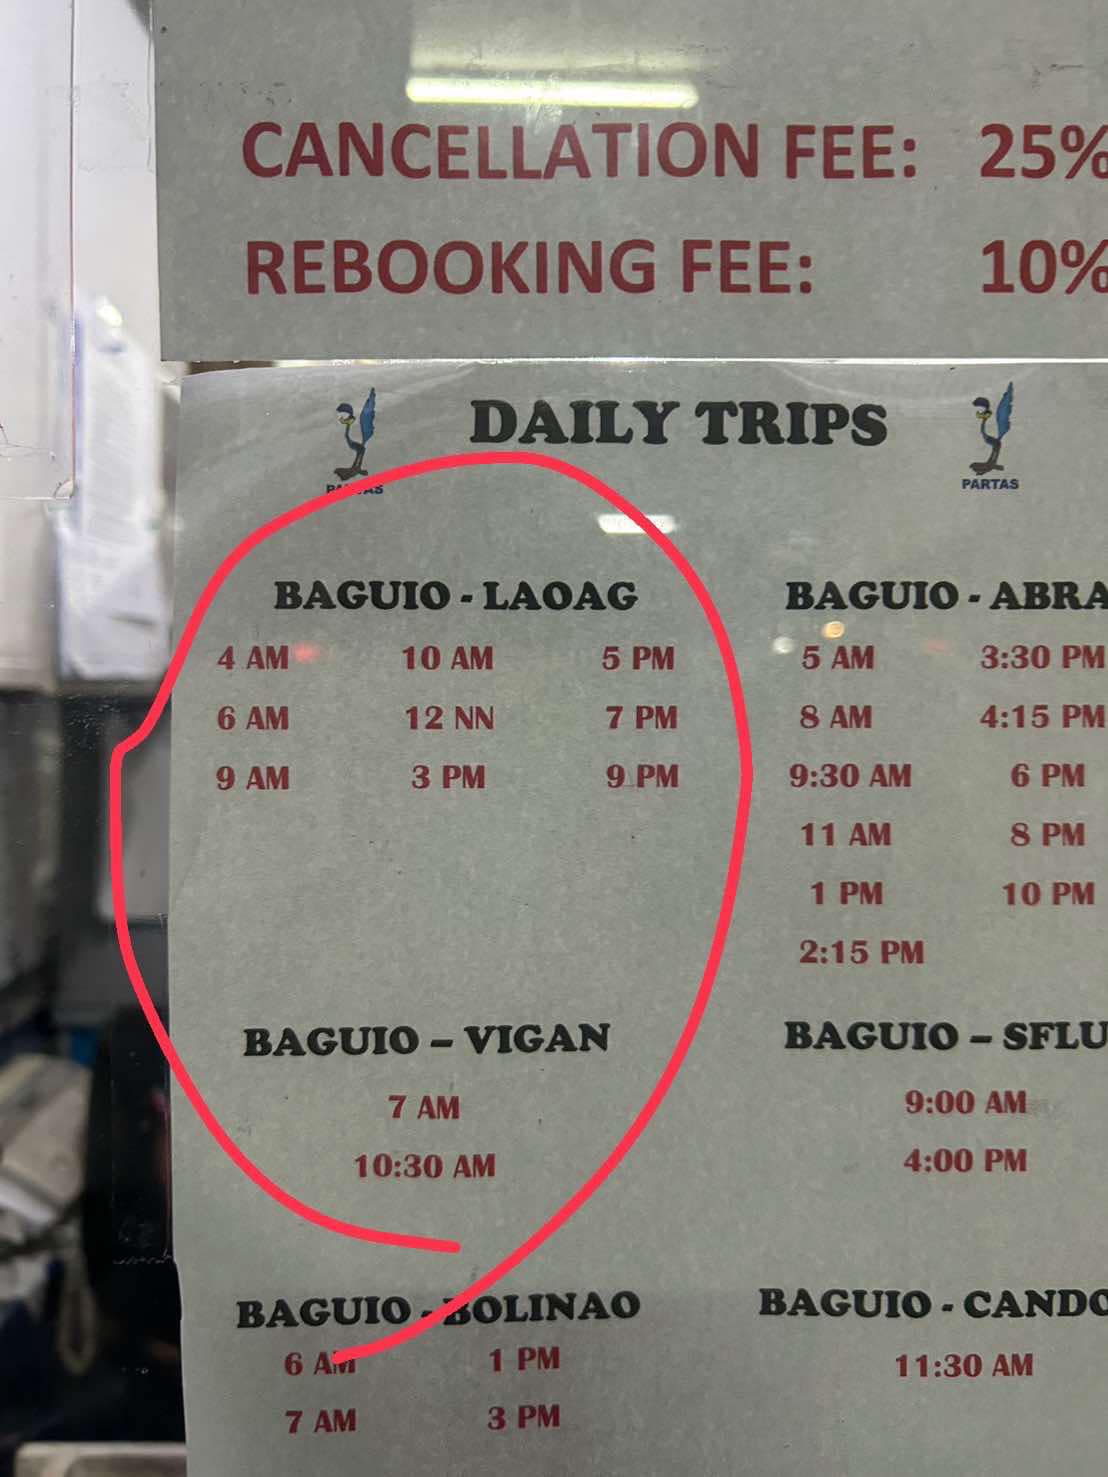 CANCELLATION FEE: 25%
REBOOKING FEE: 10%
DAILY TRIPS
PARTAS
PARTAS
BAGUIO - LAOAG
4 AM 10 AM 5 PM
6 AM 12 NN 7 PM
9 AM 3 PM 9 PM
BAGUIO - ABRA
5 AM 3:30 PM
8 AM 4:15 PM
9:30 AM 6 PM
11 AM 8 PM
1 PM 10 PM
2:15 PM
BAGUIO – VIGAN
7 AM
10:30 AM
BAGUIO – SFLU
9:00 AM
4:00 PM
BAGUIO - BOLINAO
6 AM 1 PM
7 AM 3 PM
BAGUIO - CANDO
11:30 AM